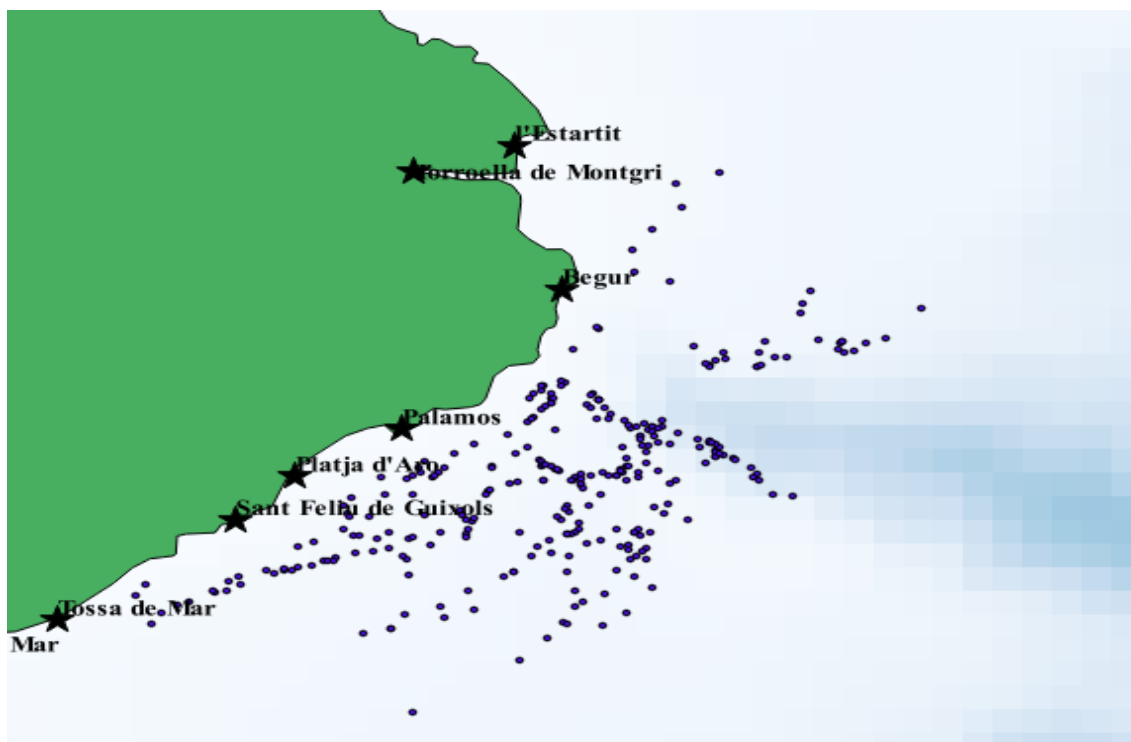 l'Estartit
Torroella de Montgri
Begur
Palamos
Platja d'Aro
Sant Feliu de Guixols
Tossa de Mar
Mar